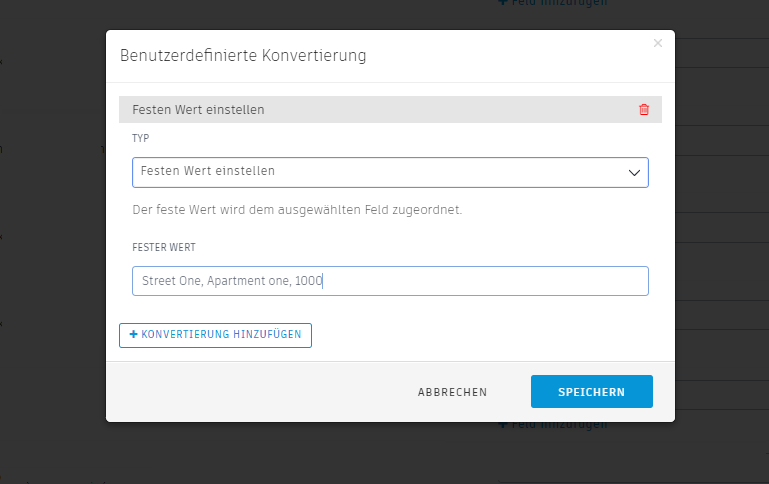 + Feld hinzufügen
×
Benutzerdefinierte Konvertierung
Festen Wert einstellen
TYP
Festen Wert einstellen
Der feste Wert wird dem ausgewählten Feld zugeordnet.
FESTER WERT
Street One, Apartment one, 1000
+ KONVERTIERUNG HINZUFÜGEN
ABBRECHEN
SPEICHERN
+ Feld hinzufügen